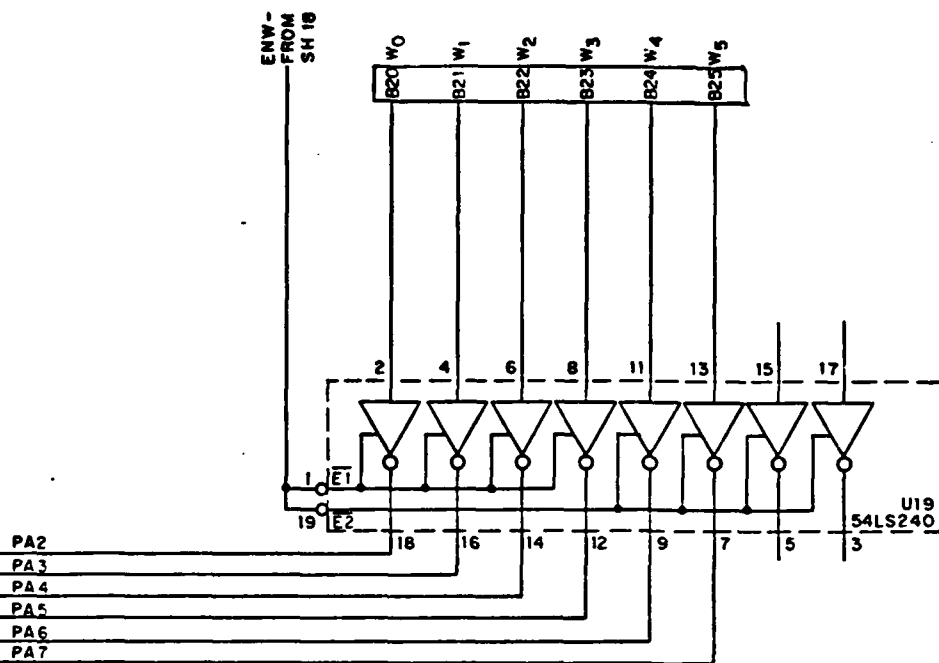 ENW-
FROM
SH 18
W0 W1 W2 W3 W4 W5
B20 B21 B22 B23 B24 B25
2 4 6 8 11 13 15 17
1 E1
19 E2
U19
54LS240
18 16 14 12 9 7 5 3
PA2
PA3
PA4
PA5
PA6
PA7